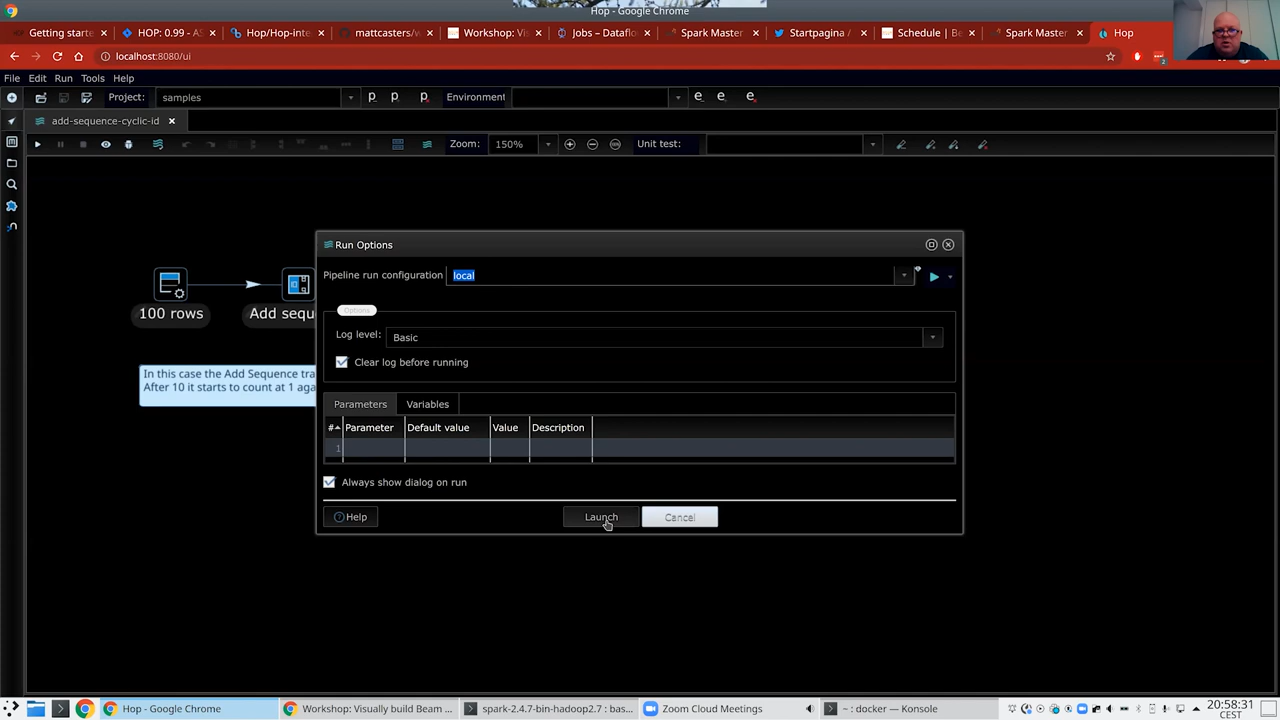 Hop - Google Chrome
Getting starte
HOP: 0.99 - AS
Hop/Hop-inte
mattcasters/w
Workshop: Vis
Jobs – Dataflo
Spark Master
Startpagina /
Schedule | Be
Spark Master
Hop
localhost:8080/ui
File Edit Run Tools Help
Project: samples Environment
add-sequence-cyclic-id
Zoom: 150% Unit test:
Run Options
Pipeline run configuration local
Options
Log level: Basic
Clear log before running
Parameters Variables
# Parameter Default value Value Description
1
Always show dialog on run
Help Launch Cancel
100 rows
Add sequ
In this case the Add Sequence tra
After 10 it starts to count at 1 aga
Hop - Google Chrome
Workshop: Visually build Beam ...
spark-2.4.7-bin-hadoop2.7 : bas...
Zoom Cloud Meetings
~ : docker — Konsole
20:58:31
CEST